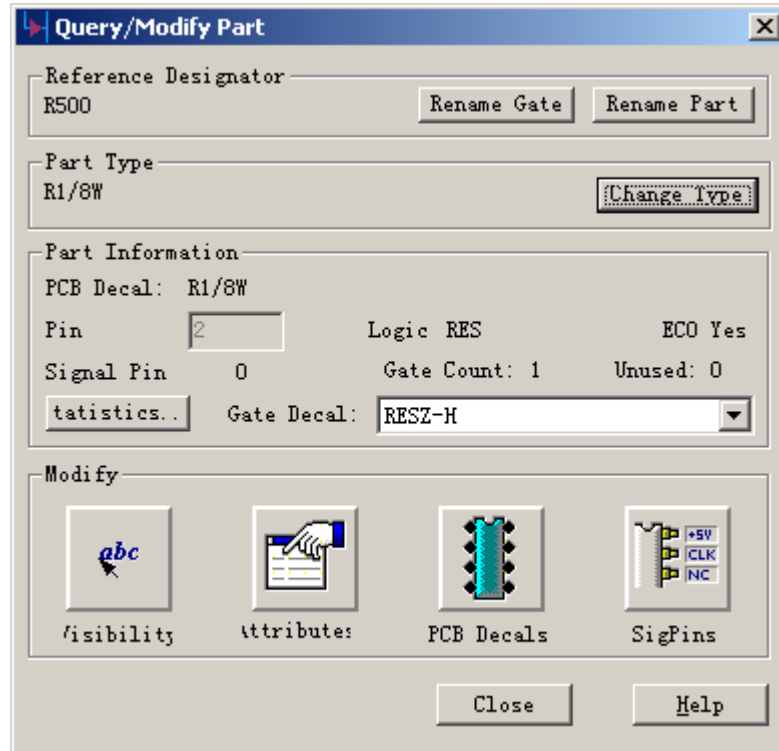 Query/Modify Part
Reference Designator
R500
Rename Gate
Rename Part
Part Type
R1/8W
Change Type
Part Information
PCB Decal: R1/8W
Pin 2 Logic RES ECO Yes
Signal Pin 0 Gate Count: 1 Unused: 0
tatistics.. Gate Decal: RESZ-H
Modify
abc
+5V
CLK
NC
isibility ttributes PCB Decals SigPins
Close Help